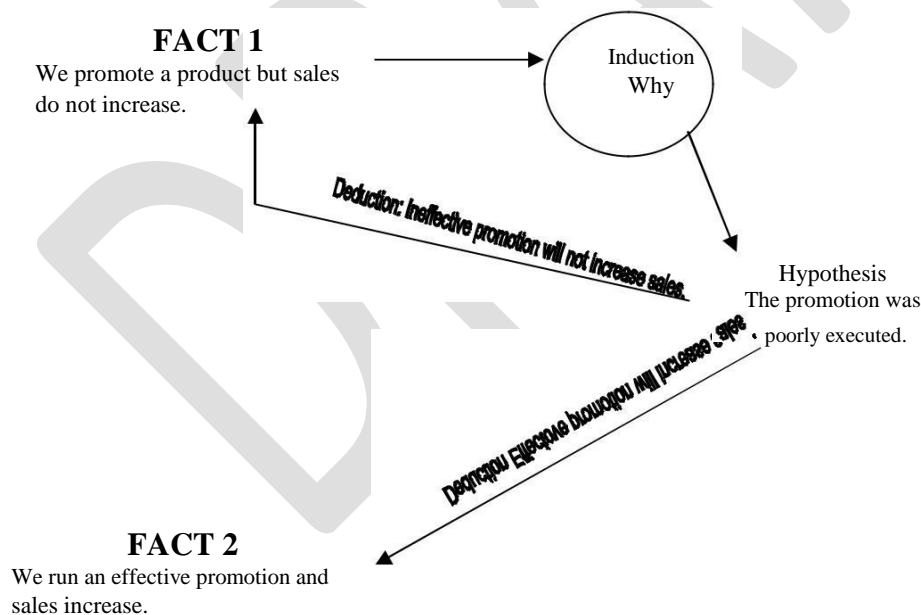 FACT 1
We promote a product but sales
do not increase.
Induction
Why
Deduction: Ineffective promotion will not increase sales.
Hypothesis
The promotion was
poorly executed.
Deduction Effective promotion will
FACT 2
We run an effective promotion and
sales increase.